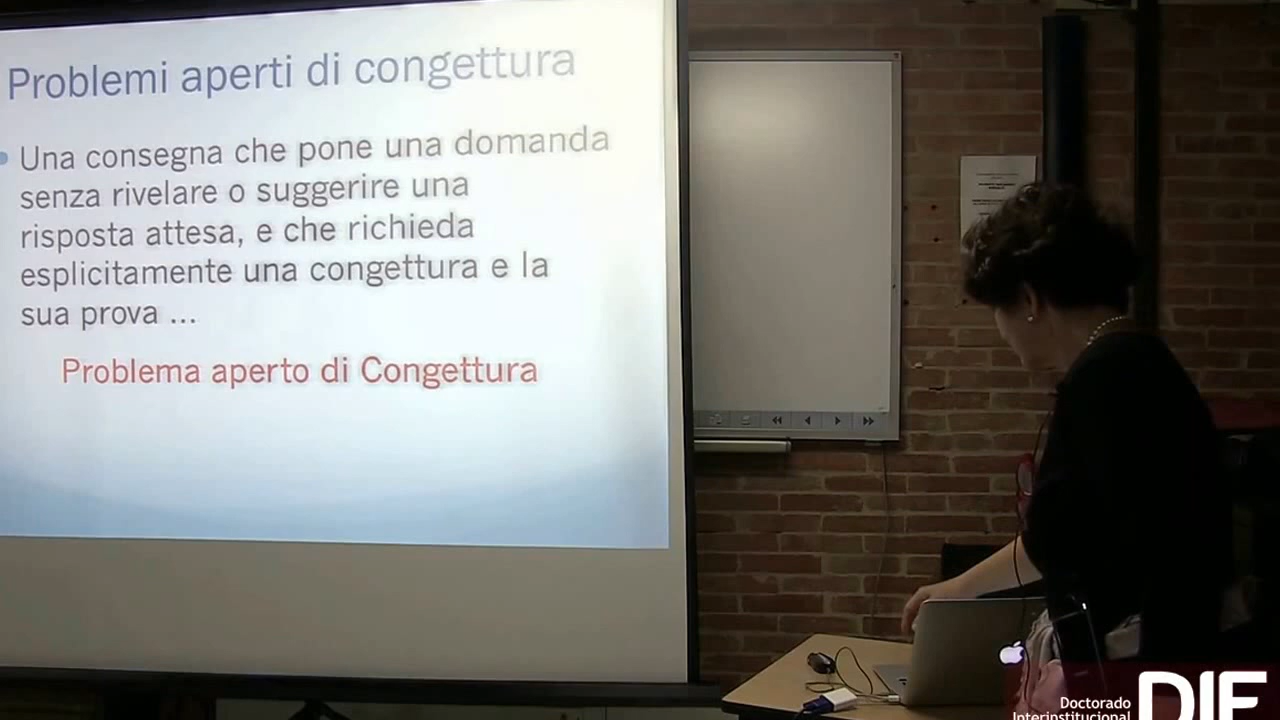 Problemi aperti di congettura
Una consegna che pone una domanda
senza rivelare o suggerire una
risposta attesa, e che richieda
esplicitamente una congettura e la
sua prova ...
Problema aperto di Congettura
Doctorado
Interinstitucional
DIE